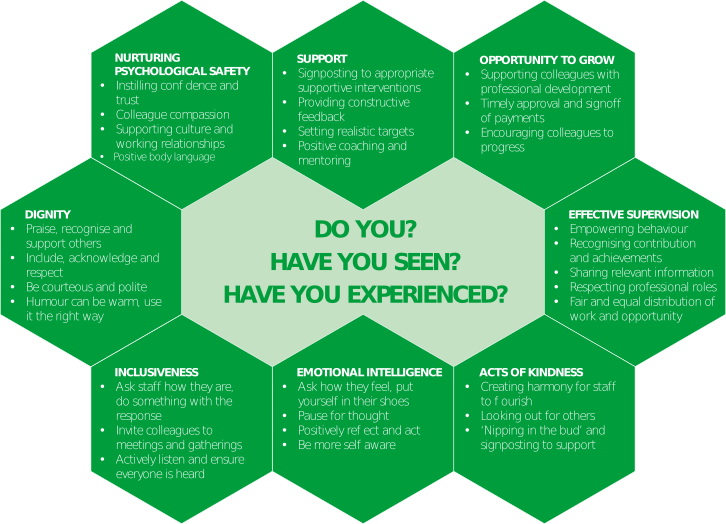 NURTURING
PSYCHOLOGICAL SAFETY
• Instilling conf dence and
trust
• Colleague compassion
• Supporting culture and
working relationships
• Positive body language
SUPPORT
• Signposting to appropriate
supportive interventions
• Providing constructive
feedback
• Setting realistic targets
• Positive coaching and
mentoring
OPPORTUNITY TO GROW
• Supporting colleagues with
professional development
• Timely approval and signoff
of payments
• Encouraging colleagues to
progress
DIGNITY
• Praise, recognise and
support others
• Include, acknowledge and
respect
• Be courteous and polite
• Humour can be warm, use
it the right way
DO YOU?
HAVE YOU SEEN?
HAVE YOU EXPERIENCED?
EFFECTIVE SUPERVISION
• Empowering behaviour
• Recognising contribution
and achievements
• Sharing relevant information
• Respecting professional roles
• Fair and equal distribution of
work and opportunity
INCLUSIVENESS
• Ask staff how they are,
do something with the
response
• Invite colleagues to
meetings and gatherings
• Actively listen and ensure
everyone is heard
EMOTIONAL INTELLIGENCE
• Ask how they feel, put
yourself in their shoes
• Pause for thought
• Positively ref ect and act
• Be more self aware
ACTS OF KINDNESS
• Creating harmony for staff
to f ourish
• Looking out for others
• ‘Nipping in the bud’ and
signposting to support